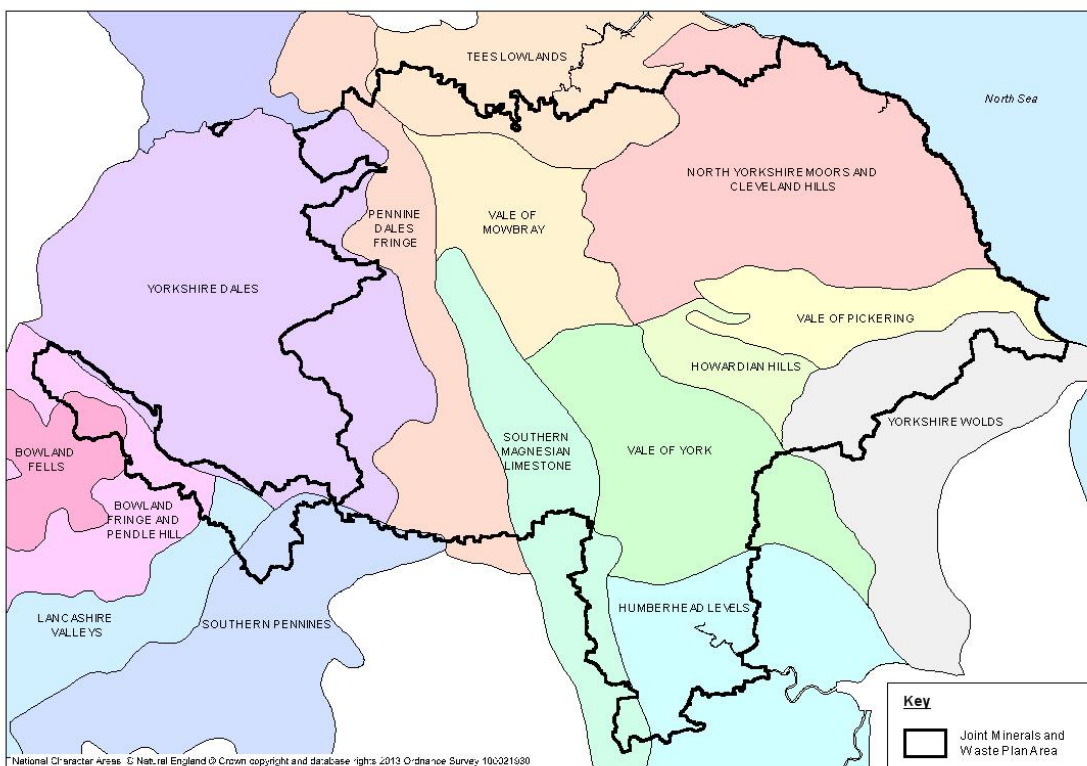 TEES LOWLANDS
North Sea
NORTH YORKSHIRE MOORS AND
CLEVELAND HILLS
PENNINE
DALES
FRINGE
VALE OF
MOWBRAY
YORKSHIRE DALES
VALE OF PICKERING
HOWARDIAN HILLS
YORKSHIRE WOLDS
SOUTHERN
MAGNESIAN
LIMESTONE
VALE OF YORK
BOWLAND
FELLS
BOWLAND
FRINGE AND
PENDLE HILL
LANCASHIRE
VALLEYS
SOUTHERN PENNINES
HUMBERHEAD LEVELS
Key
Joint Minerals and
Waste Plan Area
National Character Areas © Natural England © Crown copyright and database rights 2013 Ordnance Survey 100021930